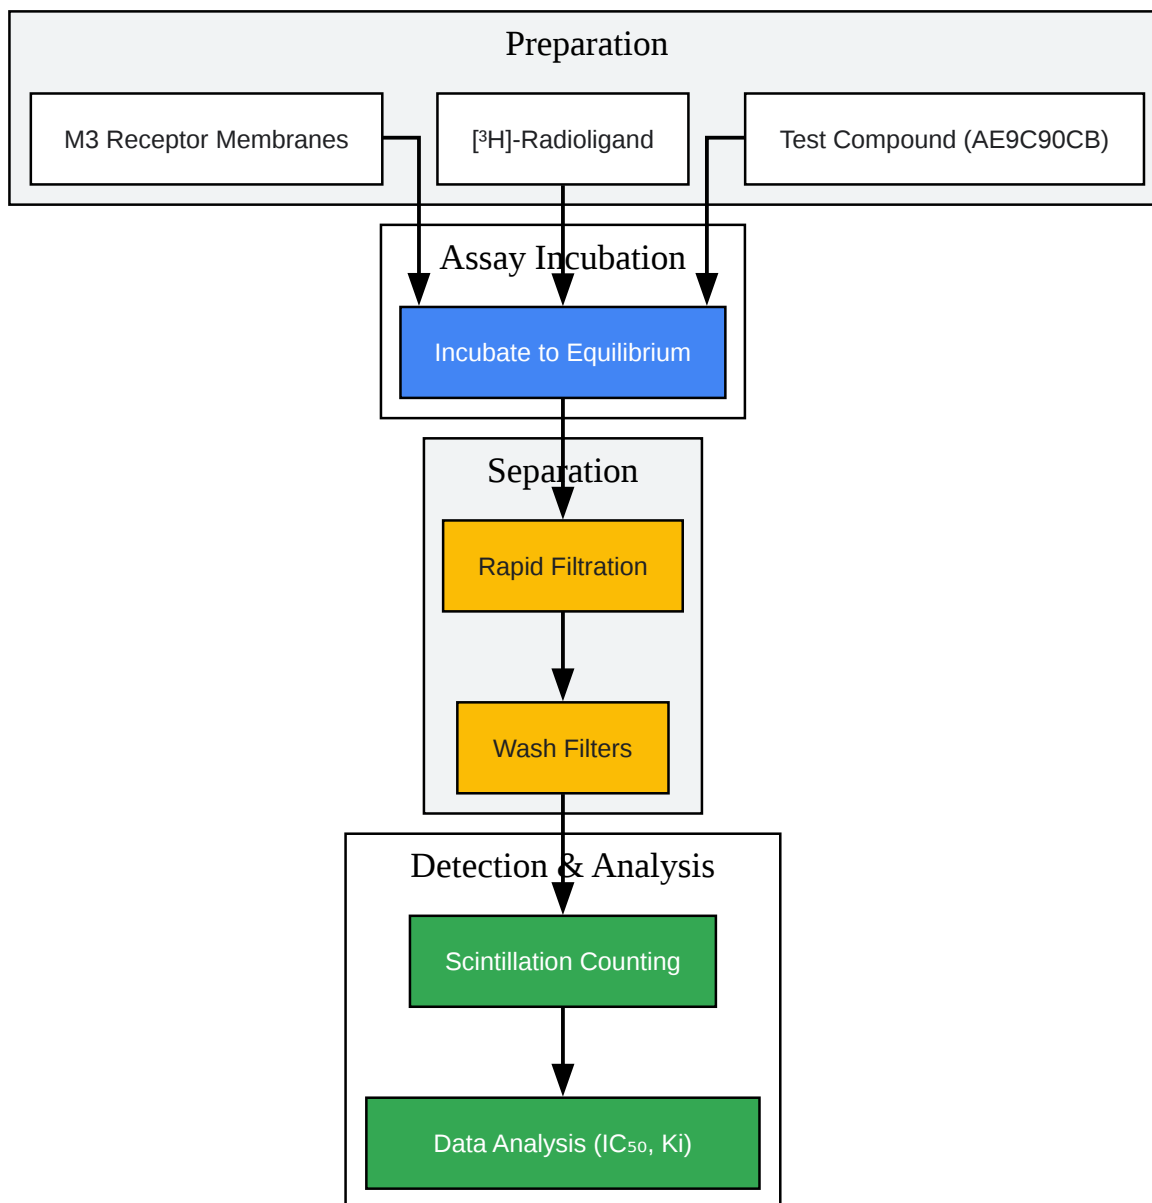 Preparation
M3 Receptor Membranes
[³H]-Radioligand
Test Compound (AE9C90CB)
Assay Incubation
Incubate to Equilibrium
Separation
Rapid Filtration
Wash Filters
Detection & Analysis
Scintillation Counting
Data Analysis (IC₅₀, Ki)